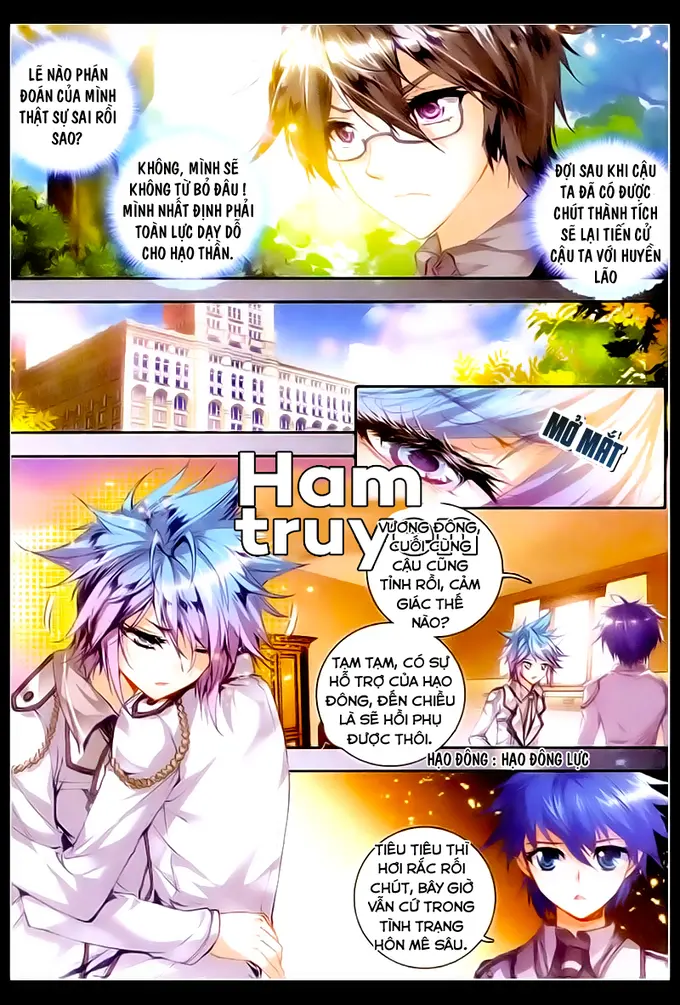 LẼ NÀO PHÁN
ĐOÁN CỦA MÌNH
THẬT SỰ SAI RỒI
SAO?
KHÔNG, MÌNH SẼ
KHÔNG TỪ BỎ ĐÂU !
MÌNH NHẤT ĐỊNH PHẢI
TOÀN LỰC DẠY DỖ
CHO HẠO THẦN.
ĐỢI SAU KHI CẬU
TA ĐÃ CÓ ĐƯỢC
CHÚT THÀNH TÍCH
SẼ LẠI TIẾN CỬ
CẬU TA VỚI HUYỀN
LÃO
MỞ MẮT
Ham
truyện
VƯƠNG ĐÔNG,
CUỐI CÙNG
CẬU CŨNG
TỈNH RỒI, CẢM
GIÁC THẾ
NÀO?
TẠM TẠM, CÓ SỰ
HỖ TRỢ CỦA HẠO
ĐÔNG, ĐẾN CHIỀU
LÀ SẼ HỒI PHỤ
ĐƯỢC THÔI.
HẠO ĐÔNG : HẠO ĐÔNG LỰC
TIÊU TIÊU THÌ
HƠI RẮC RỐI
CHÚT, BÂY GIỜ
VẪN CỨ TRONG
TÌNH TRẠNG
HÔN MÊ SÂU.